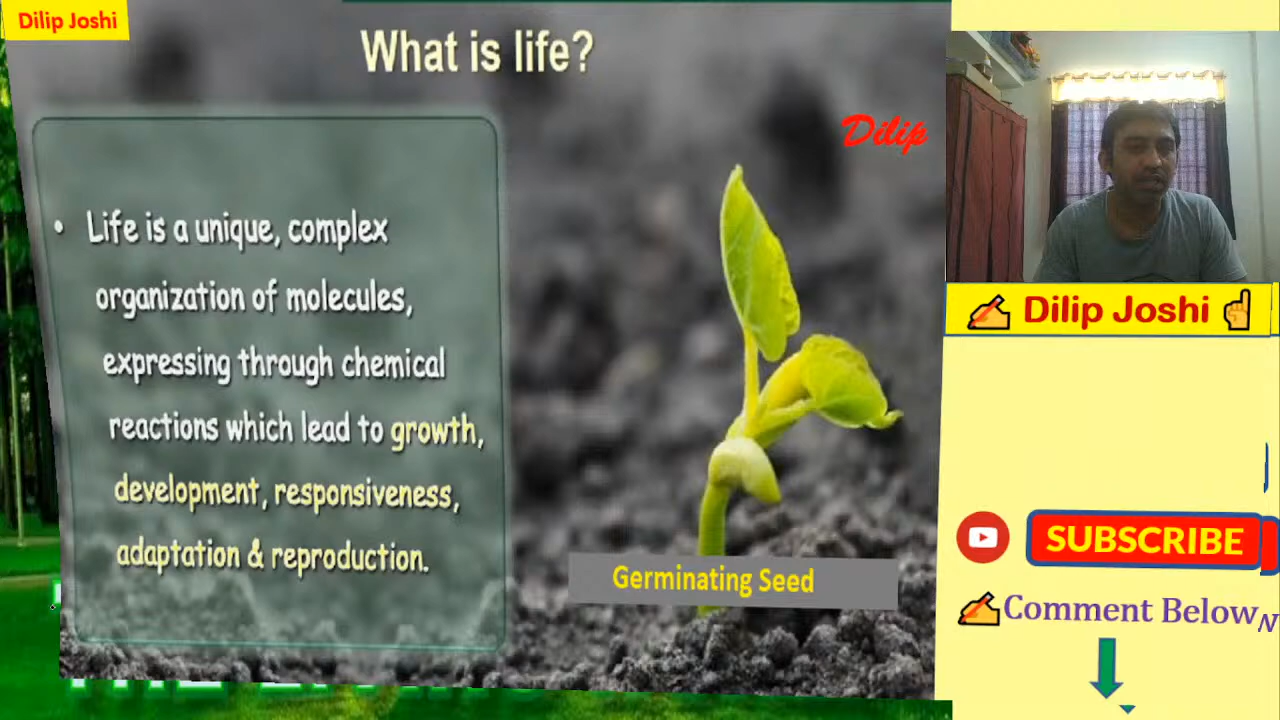 Dilip Joshi
What is life?
Dilip
• Life is a unique, complex
organization of molecules,
expressing through chemical
reactions which lead to growth,
development, responsiveness,
adaptation & reproduction.
Germinating Seed
Dilip Joshi
SUBSCRIBE
Comment Below